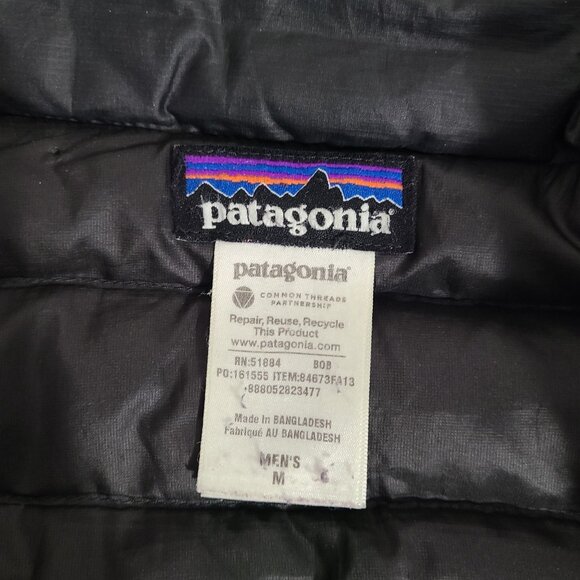 patagonia®
patagonia®
COMMON THREADS
PARTNERSHIP
Repair, Reuse, Recycle
This Product
www.patagonia.com
RN:51884 BOB
PO:161555 ITEM:84673FA13
888052823477
Made in BANGLADESH
Fabriqué AU BANGLADESH
MEN'S
M